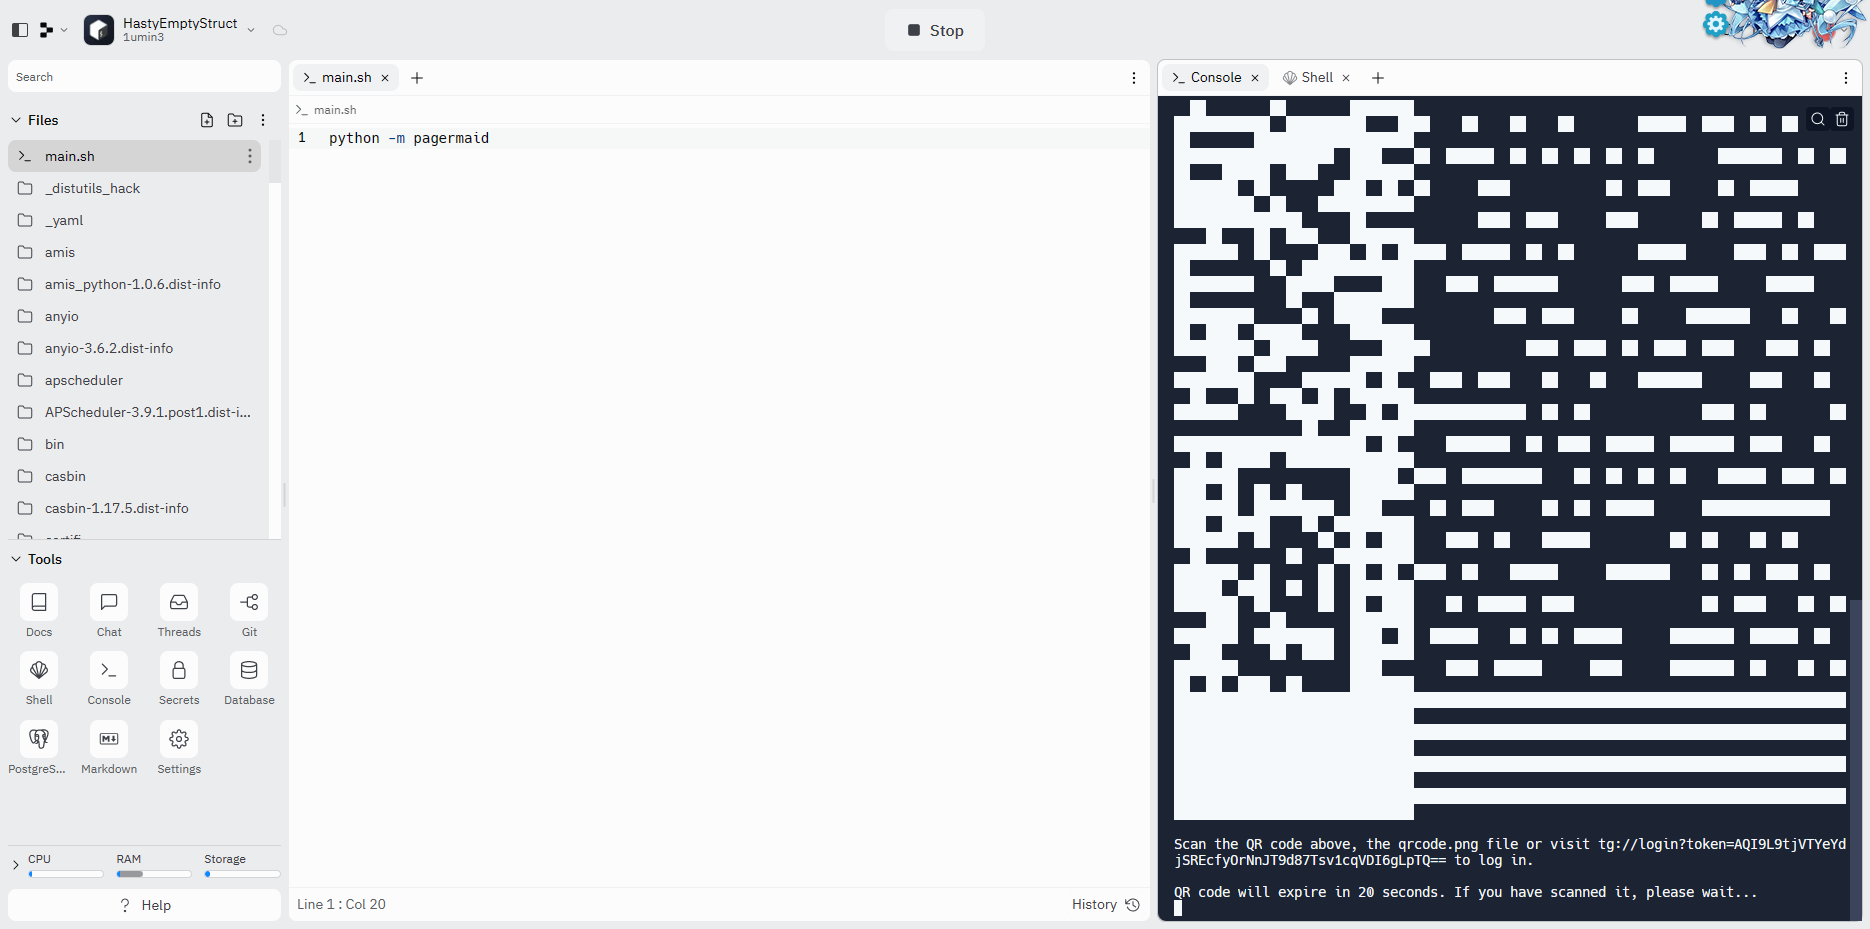 HastyEmptyStruct
1umin3
Stop
Search
Files
main.sh
_distutils_hack
_yaml
amis
amis_python-1.0.6.dist-info
anyio
anyio-3.6.2.dist-info
apscheduler
APScheduler-3.9.1.post1.dist-i...
bin
casbin
casbin-1.17.5.dist-info
Tools
Docs
Chat
Threads
Git
Shell
Console
Secrets
Database
PostgreS...
Markdown
Settings
CPU
RAM
Storage
? Help
>_ main.sh
>_ main.sh
1 python -m pagermaid
Line 1 : Col 20
History
>_ Console
Shell
Scan the QR code above, the qrcode.png file or visit tg://login?token=AQI9L9tjVTYeYd
jSREcfyOrNnJT9d87Tsv1cqVDI6gLpTQ== to log in.
QR code will expire in 20 seconds. If you have scanned it, please wait...